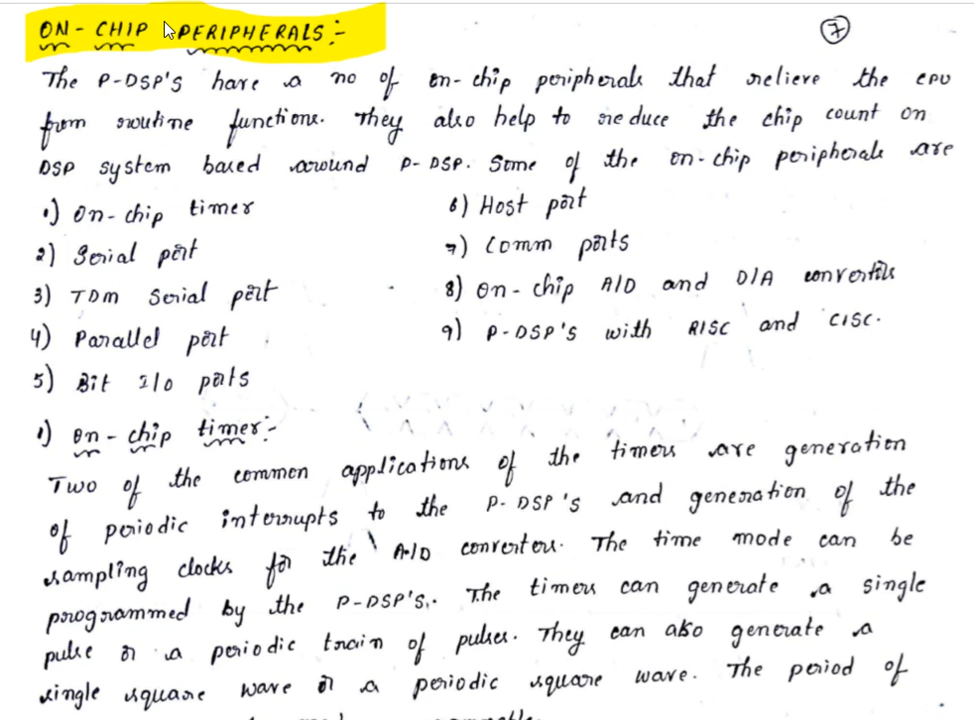 ON - CHIP PERIPHERALS :-
7
The P-DSP'S have a no of on-chip peripherals that relieve the CPU
from routine functions. They also help to reduce the chip count on
DSP system based around P-DSP. Some of the on-chip peripherals are
1) On-chip timer
2) Serial port
3) TDM Serial port
4) Parallel port
5) Bit I/O ports
6) Host port
7) Comm ports
8) On-chip A/D and D/A convertors
9) P-DSP'S with RISC and CISC.
1) on-chip timer:-
Two of the common applications of the timers are generation
of periodic interrupts to the P-DSP'S and generation of the
sampling clocks for the A/D converters. The time mode can be
programmed by the P-DSP'S. The timers can generate a single
pulse or a periodic train of pulses. They can also generate a
single square wave or a periodic square wave. The period of